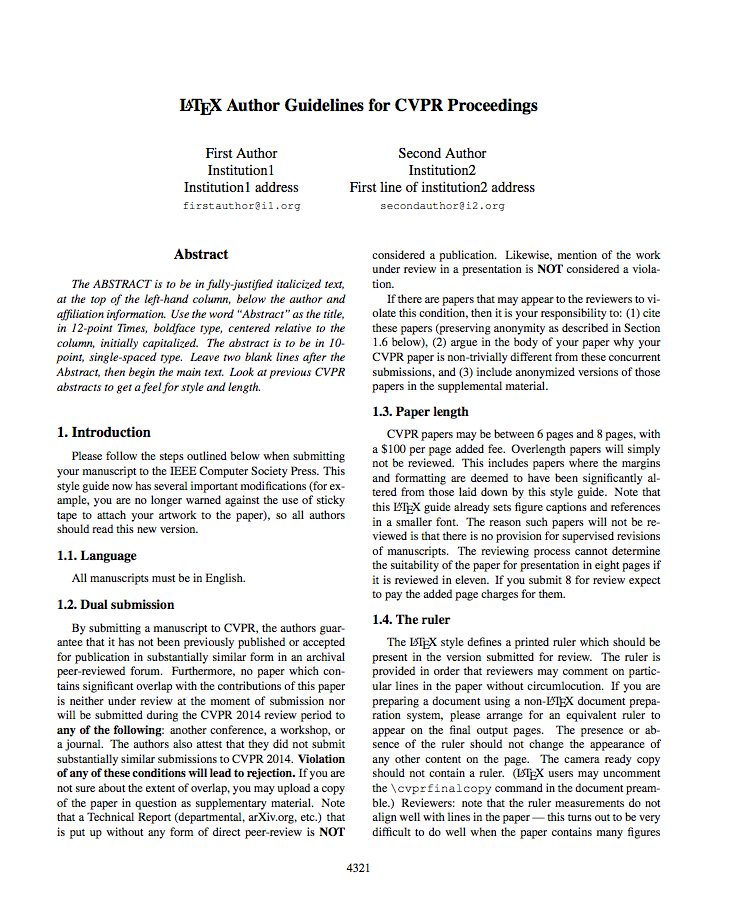 LATEX Author Guidelines for CVPR Proceedings
First Author
Institution1
Institution1 address
firstauthor@i1.org
Second Author
Institution2
First line of institution2 address
secondauthor@i2.org
Abstract
The ABSTRACT is to be in fully-justified italicized text,
at the top of the left-hand column, below the author and
affiliation information. Use the word “Abstract” as the title,
in 12-point Times, boldface type, centered relative to the
column, initially capitalized. The abstract is to be in 10-
point, single-spaced type. Leave two blank lines after the
Abstract, then begin the main text. Look at previous CVPR
abstracts to get a feel for style and length.
1. Introduction
Please follow the steps outlined below when submitting
your manuscript to the IEEE Computer Society Press. This
style guide now has several important modifications (for ex-
ample, you are no longer warned against the use of sticky
tape to attach your artwork to the paper), so all authors
should read this new version.
1.1. Language
All manuscripts must be in English.
1.2. Dual submission
By submitting a manuscript to CVPR, the authors guar-
antee that it has not been previously published or accepted
for publication in substantially similar form in an archival
peer-reviewed forum. Furthermore, no paper which con-
tains significant overlap with the contributions of this paper
is neither under review at the moment of submission nor
will be submitted during the CVPR 2014 review period to
any of the following: another conference, a workshop, or
a journal. The authors also attest that they did not submit
substantially similar submissions to CVPR 2014. Violation
of any of these conditions will lead to rejection. If you are
not sure about the extent of overlap, you may upload a copy
of the paper in question as supplementary material. Note
that a Technical Report (departmental, arXiv.org, etc.) that
is put up without any form of direct peer-review is NOT
considered a publication. Likewise, mention of the work
under review in a presentation is NOT considered a viola-
tion.
If there are papers that may appear to the reviewers to vi-
olate this condition, then it is your responsibility to: (1) cite
these papers (preserving anonymity as described in Section
1.6 below), (2) argue in the body of your paper why your
CVPR paper is non-trivially different from these concurrent
submissions, and (3) include anonymized versions of those
papers in the supplemental material.
1.3. Paper length
CVPR papers may be between 6 pages and 8 pages, with
a $100 per page added fee. Overlength papers will simply
not be reviewed. This includes papers where the margins
and formatting are deemed to have been significantly al-
tered from those laid down by this style guide. Note that
this LATEX guide already sets figure captions and references
in a smaller font. The reason such papers will not be re-
viewed is that there is no provision for supervised revisions
of manuscripts. The reviewing process cannot determine
the suitability of the paper for presentation in eight pages if
it is reviewed in eleven. If you submit 8 for review expect
to pay the added page charges for them.
1.4. The ruler
The LATEX style defines a printed ruler which should be
present in the version submitted for review. The ruler is
provided in order that reviewers may comment on partic-
ular lines in the paper without circumlocution. If you are
preparing a document using a non-LATEX document prepa-
ration system, please arrange for an equivalent ruler to
appear on the final output pages. The presence or ab-
sence of the ruler should not change the appearance of
any other content on the page. The camera ready copy
should not contain a ruler. (LATEX users may uncomment
the \cvprfinalcopy command in the document pream-
ble.) Reviewers: note that the ruler measurements do not
align well with lines in the paper — this turns out to be very
difficult to do well when the paper contains many figures
4321